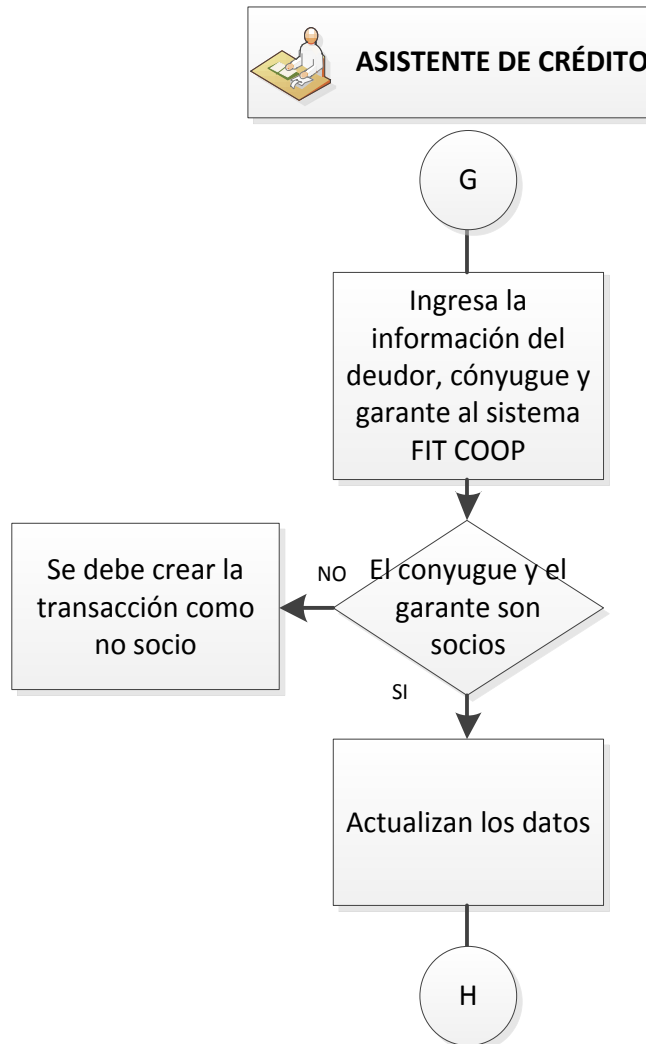 ASISTENTE DE CRÉDITO
G
Ingresa la
información del
deudor, cónyugue y
garante al sistema
FIT COOP
Se debe crear la
transacción como
no socio
NO
El conyugue y el
garante son
socios
SI
Actualizan los datos
H